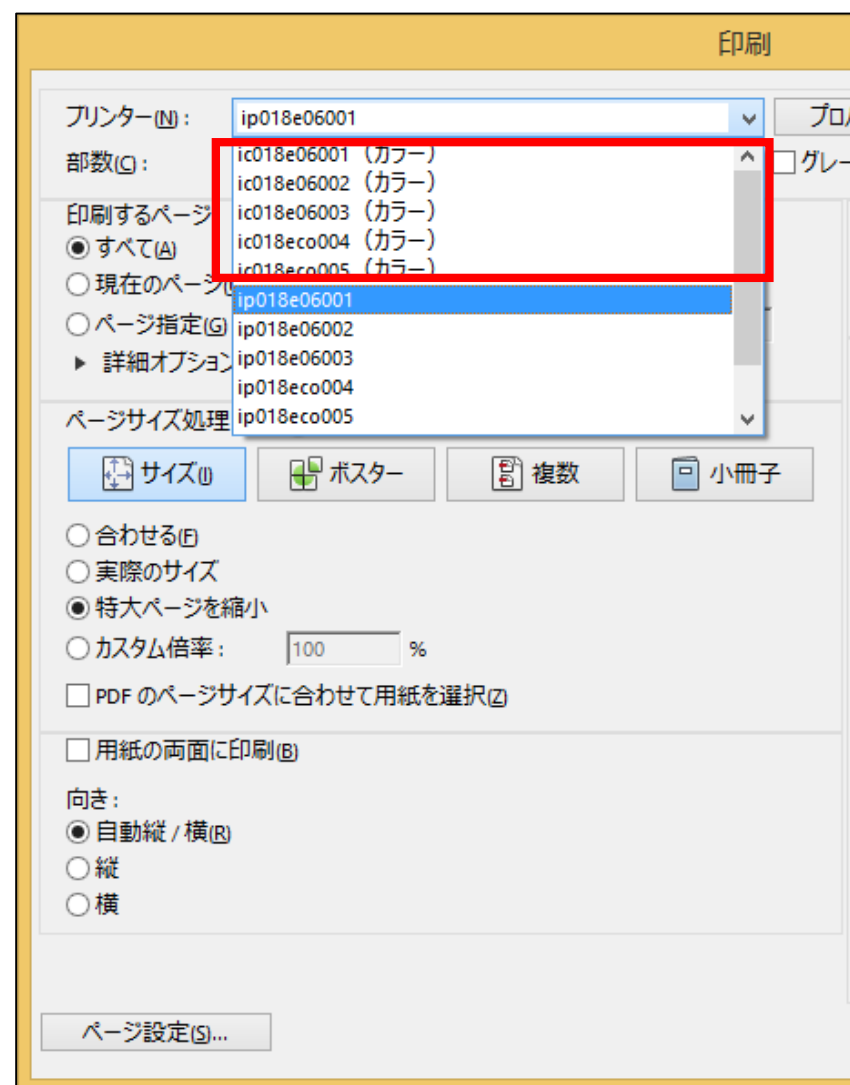 印刷
プリンター(N) : ip018e06001
部数(C) :
ic018e06001 (カラー)
ic018e06002 (カラー)
ic018e06003 (カラー)
ic018eco004 (カラー)
ic018eco005 (カラー)
ip018e06001
ip018e06002
ip018e06003
ip018eco004
ip018eco005
印刷するページ
すべて(A)
現在のページ
ページ指定(G)
詳細オプション
ページサイズ処理
サイズ(I) ポスター 複数 小冊子
合わせる(F)
実際のサイズ
特大ページを縮小
カスタム倍率 : 100 %
PDF のページサイズに合わせて用紙を選択(Z)
用紙の両面に印刷(B)
向き :
自動縦 / 横(R)
縦
横
ページ設定(S)...